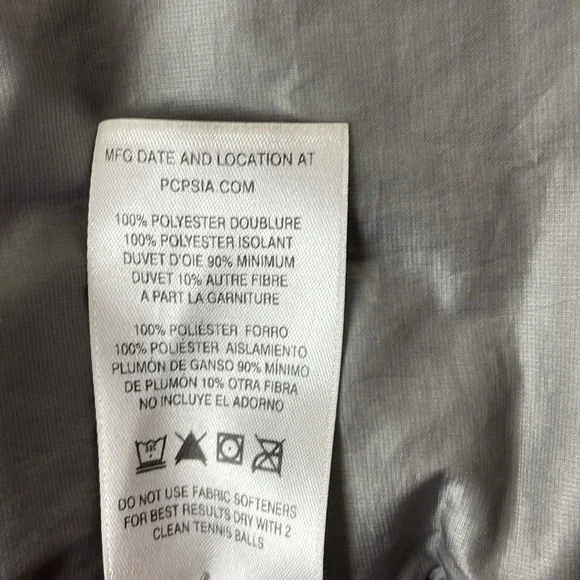 MFG DATE AND LOCATION AT
PCPSIA.COM
100% POLYESTER DOUBLURE
100% POLYESTER ISOLANT
DUVET D'OIE 90% MINIMUM
DUVET 10% AUTRE FIBRE
A PART LA GARNITURE
100% POLIÉSTER FORRO
100% POLIÉSTER AISLAMIENTO
PLUMÓN DE GANSO 90% MÍNIMO
DE PLUMÓN 10% OTRA FIBRA
NO INCLUYE EL ADORNO
DO NOT USE FABRIC SOFTENERS
FOR BEST RESULTS DRY WITH 2
CLEAN TENNIS BALLS